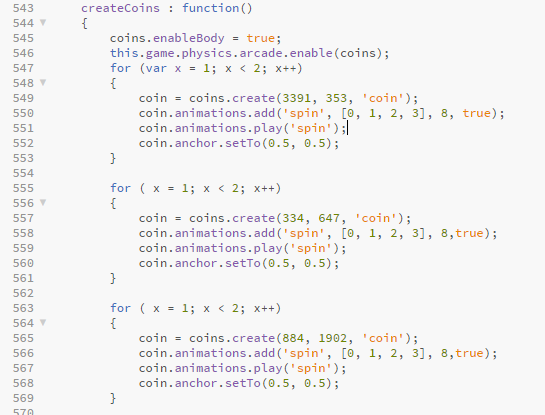 543 createCoins : function()
544 {
545 coins.enableBody = true;
546 this.game.physics.arcade.enable(coins);
547 for (var x = 1; x < 2; x++)
548 {
549 coin = coins.create(3391, 353, 'coin');
550 coin.animations.add('spin', [0, 1, 2, 3], 8, true);
551 coin.animations.play('spin');
552 coin.anchor.setTo(0.5, 0.5);
553 }
554
555 for ( x = 1; x < 2; x++)
556 {
557 coin = coins.create(334, 647, 'coin');
558 coin.animations.add('spin', [0, 1, 2, 3], 8,true);
559 coin.animations.play('spin');
560 coin.anchor.setTo(0.5, 0.5);
561 }
562
563 for ( x = 1; x < 2; x++)
564 {
565 coin = coins.create(884, 1902, 'coin');
566 coin.animations.add('spin', [0, 1, 2, 3], 8,true);
567 coin.animations.play('spin');
568 coin.anchor.setTo(0.5, 0.5);
569 }
570